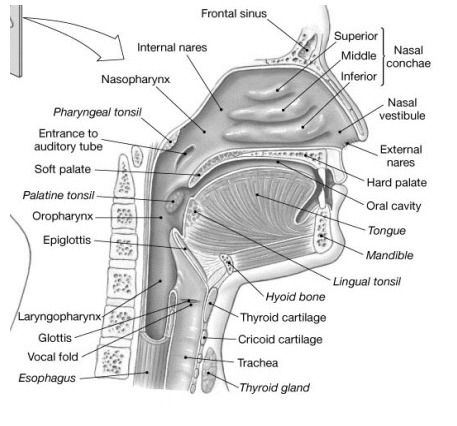 Frontal sinus
Superior
Middle
Inferior
Nasal
conchae
Internal nares
Nasopharynx
Nasal
vestibule
Pharyngeal tonsil
Entrance to
auditory tube
External
nares
Soft palate
Hard palate
Palatine tonsil
Oral cavity
Oropharynx
Tongue
Epiglottis
Mandible
Lingual tonsil
Hyoid bone
Laryngopharynx
Thyroid cartilage
Glottis
Cricoid cartilage
Vocal fold
Trachea
Esophagus
Thyroid gland